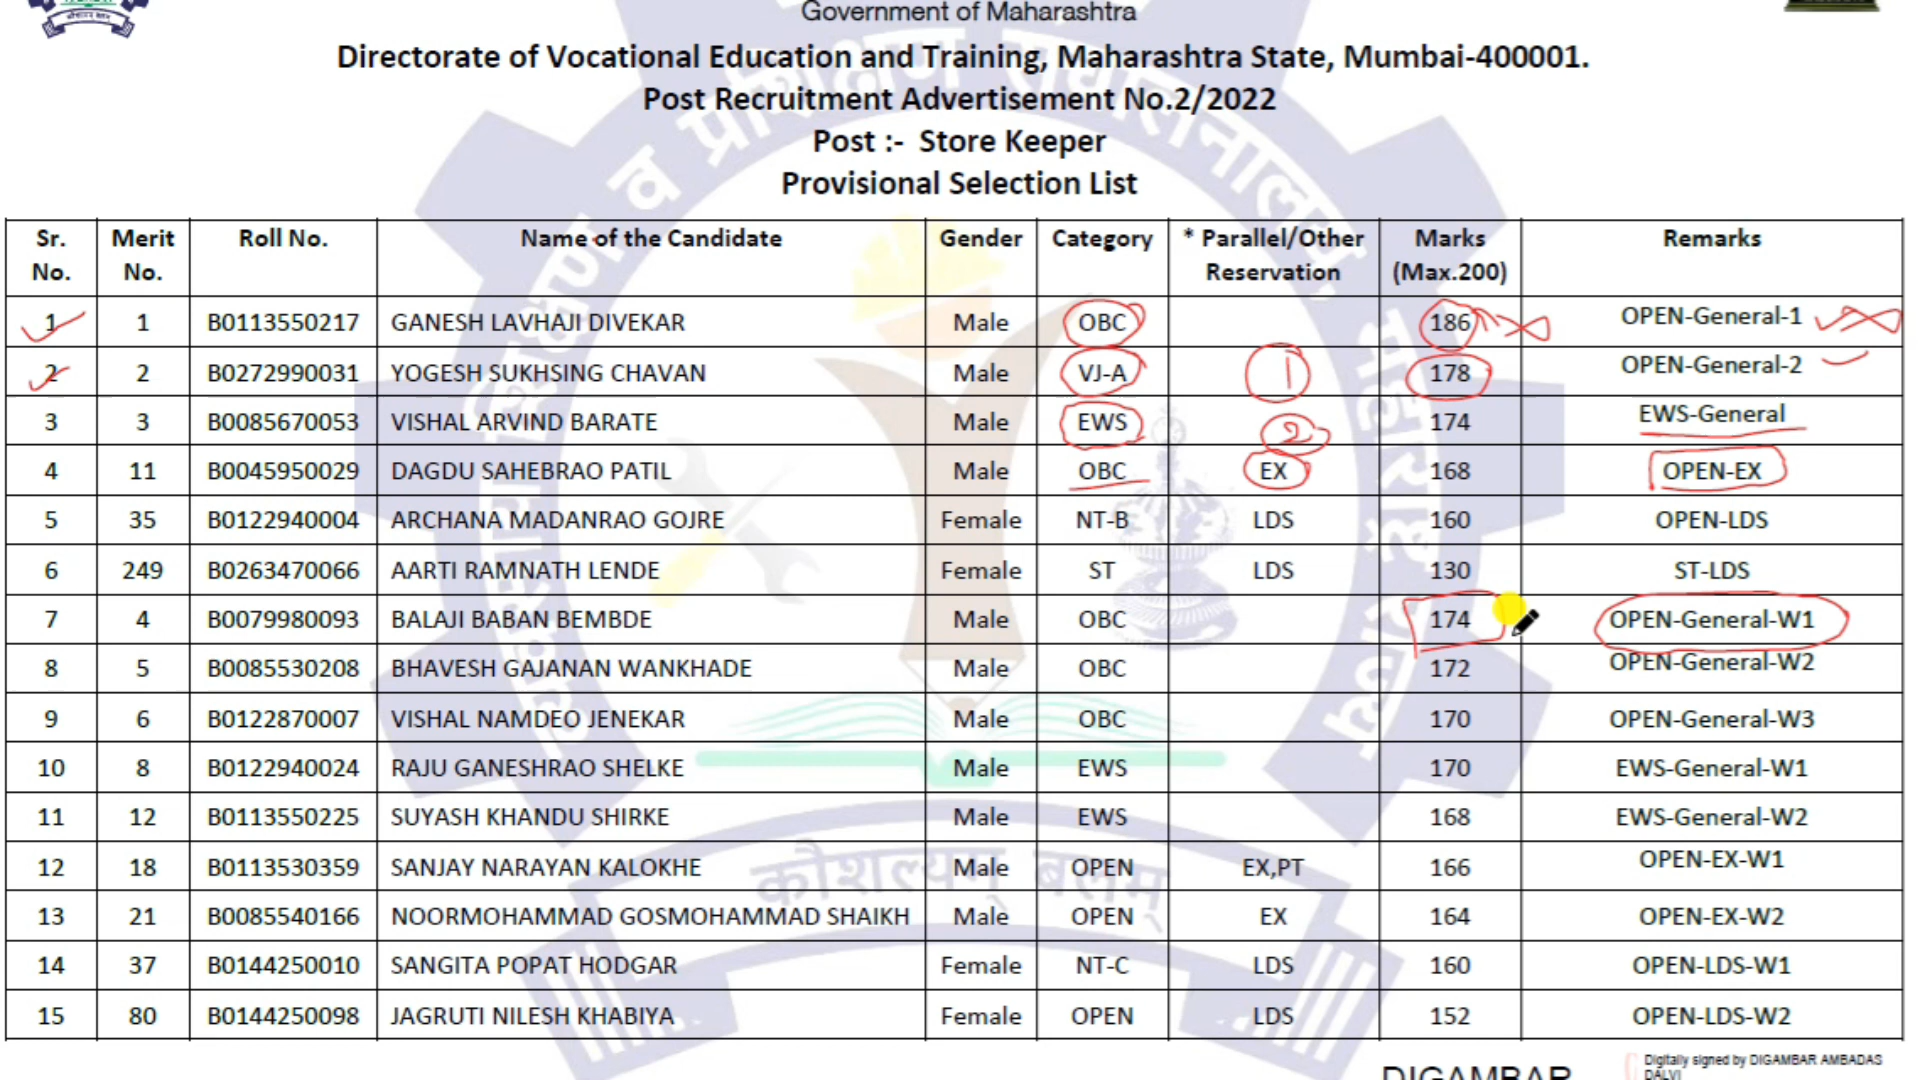 Government of Maharashtra
Directorate of Vocational Education and Training, Maharashtra State, Mumbai-400001.
Post Recruitment Advertisement No.2/2022
Post :- Store Keeper
Provisional Selection List
Sr. No. Merit No. Roll No. Name of the Candidate Gender Category * Parallel/Other Reservation Marks (Max.200) Remarks
1 1 B0113550217 GANESH LAVHAJI DIVEKAR Male OBC 186 OPEN-General-1
2 2 B0272990031 YOGESH SUKHSING CHAVAN Male VJ-A 1 178 OPEN-General-2
3 3 B0085670053 VISHAL ARVIND BARATE Male EWS 2 174 EWS-General
4 11 B0045950029 DAGDU SAHEBRAO PATIL Male OBC EX 168 OPEN-EX
5 35 B0122940004 ARCHANA MADANRAO GOJRE Female NT-B LDS 160 OPEN-LDS
6 249 B0263470066 AARTI RAMNATH LENDE Female ST LDS 130 ST-LDS
7 4 B0079980093 BALAJI BABAN BEMBDE Male OBC 174 OPEN-General-W1
8 5 B0085530208 BHAVESH GAJANAN WANKHADE Male OBC 172 OPEN-General-W2
9 6 B0122870007 VISHAL NAMDEO JENEKAR Male OBC 170 OPEN-General-W3
10 8 B0122940024 RAJU GANESHRAO SHELKE Male EWS 170 EWS-General-W1
11 12 B0113550225 SUYASH KHANDU SHIRKE Male EWS 168 EWS-General-W2
12 18 B0113530359 SANJAY NARAYAN KALOKHE Male OPEN EX,PT 166 OPEN-EX-W1
13 21 B0085540166 NOORMOHAMMAD GOSMOHAMMAD SHAIKH Male OPEN EX 164 OPEN-EX-W2
14 37 B0144250010 SANGITA POPAT HODGAR Female NT-C LDS 160 OPEN-LDS-W1
15 80 B0144250098 JAGRUTI NILESH KHABIYA Female OPEN LDS 152 OPEN-LDS-W2
कौशल्यम् बलम्
DIGAMBAR
Digitally signed by DIGAMBAR AMBADAS
DALVI